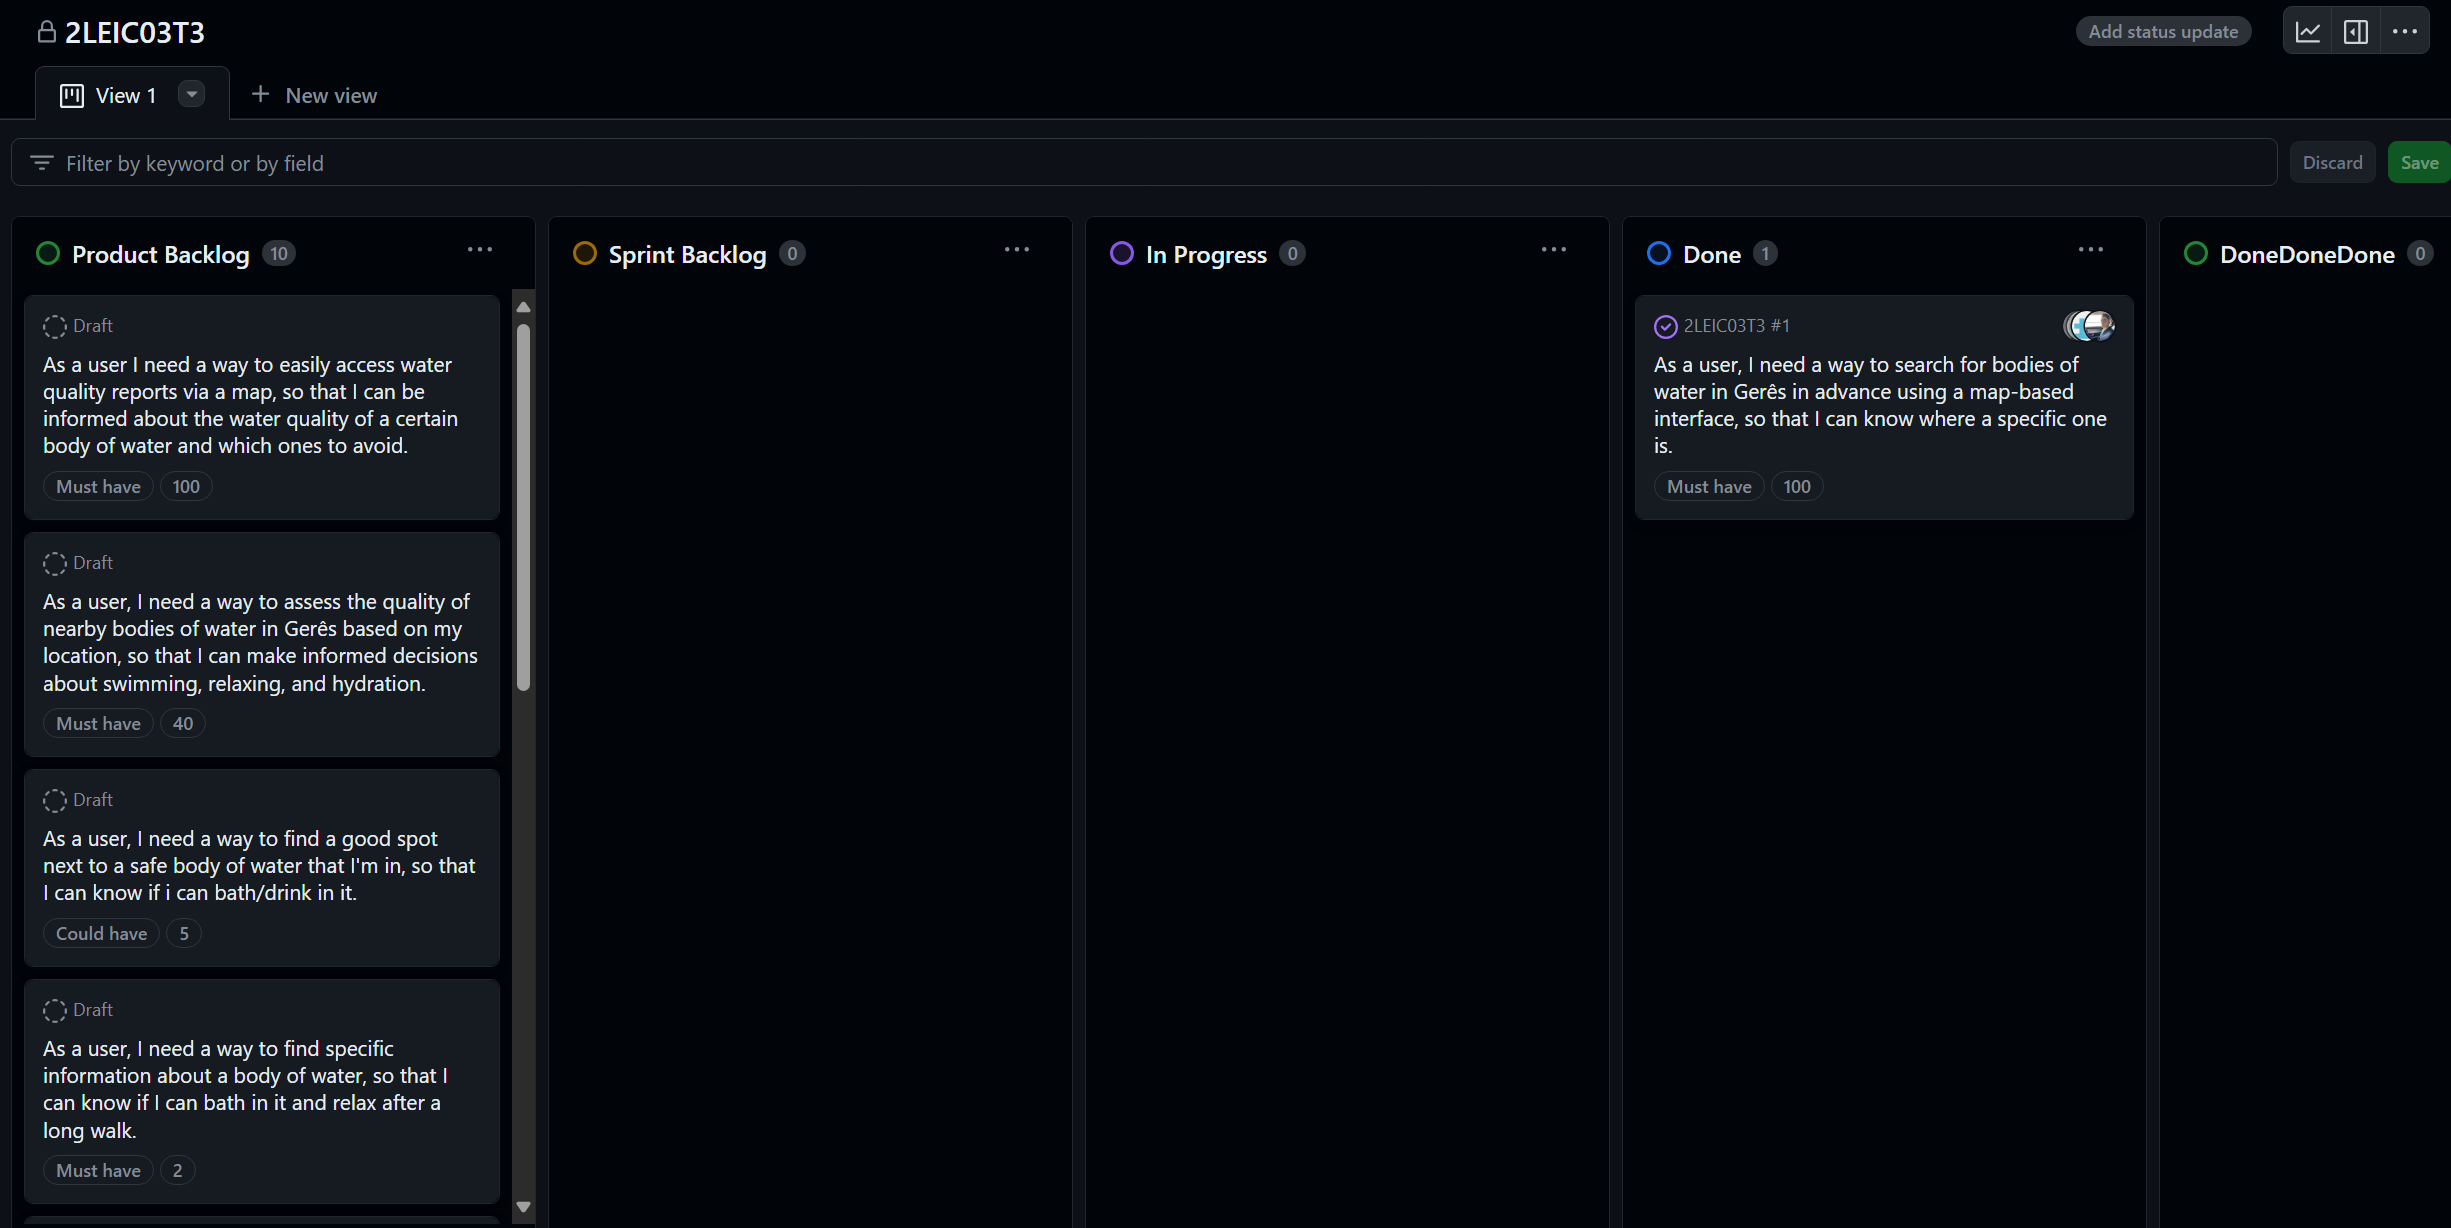 2LEIC03T3
Add status update
View 1
New view
Filter by keyword or by field
Discard
Save
Product Backlog 10
Draft
As a user I need a way to easily access water
quality reports via a map, so that I can be
informed about the water quality of a certain
body of water and which ones to avoid.
Must have 100
Draft
As a user, I need a way to assess the quality of
nearby bodies of water in Gerês based on my
location, so that I can make informed decisions
about swimming, relaxing, and hydration.
Must have 40
Draft
As a user, I need a way to find a good spot
next to a safe body of water that I'm in, so that
I can know if i can bath/drink in it.
Could have 5
Draft
As a user, I need a way to find specific
information about a body of water, so that I
can know if I can bath in it and relax after a
long walk.
Must have 2
Sprint Backlog 0
In Progress 0
Done 1
2LEIC03T3 #1
As a user, I need a way to search for bodies of
water in Gerês in advance using a map-based
interface, so that I can know where a specific one
is.
Must have 100
DoneDoneDone 0